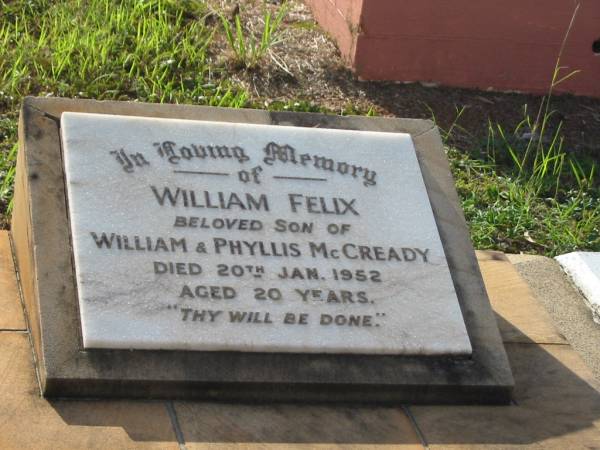 In Loving Memory
of
WILLIAM FELIX
BELOVED SON OF
WILLIAM & PHYLLIS MCCREADY
DIED 20TH JAN. 1952
AGED 20 YEARS.
"THY WILL BE DONE."